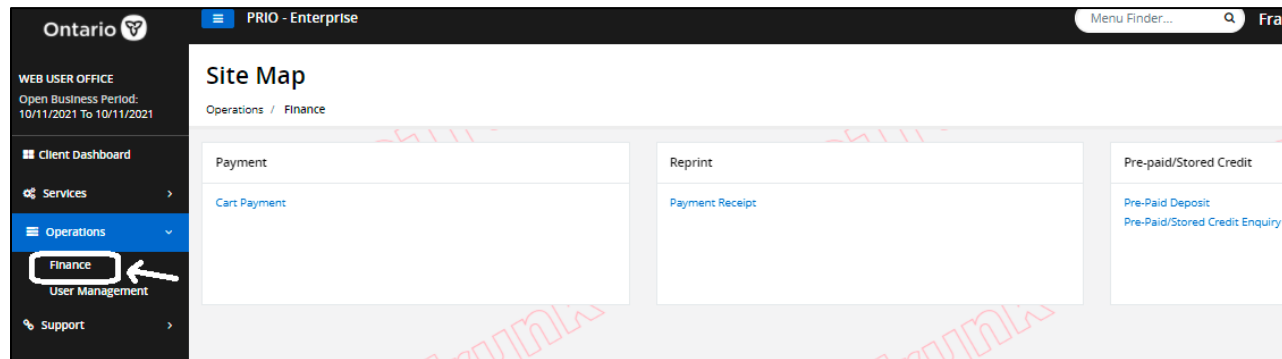 Ontario
PRIO - Enterprise
Menu Finder...
Fra
WEB USER OFFICE
Open Business Period:
10/11/2021 To 10/11/2021
Client Dashboard
Services
Operations
Finance
User Management
Support
Site Map
Operations / Finance
Payment
Cart Payment
Reprint
Payment Receipt
Pre-paid/Stored Credit
Pre-Paid Deposit
Pre-Paid/Stored Credit Enquiry